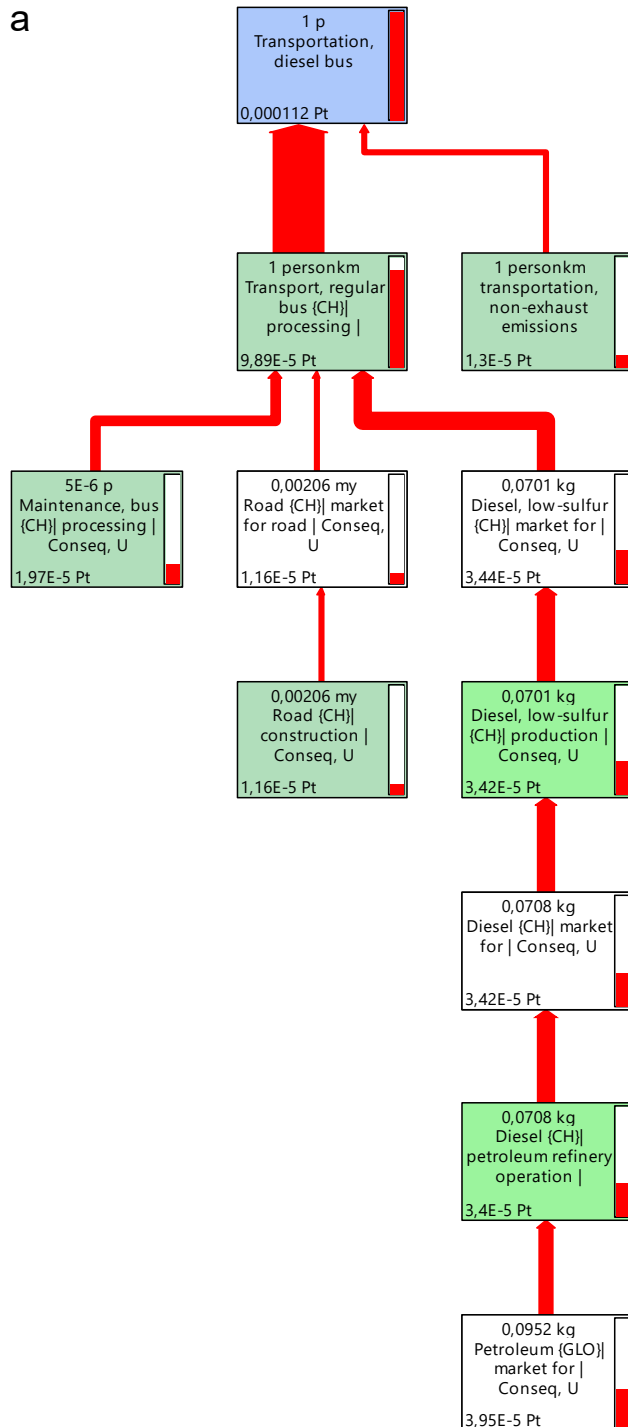 a
1 p
Transportation,
diesel bus
0,000112 Pt
1 personkm
Transport, regular
bus {CH}| 
processing |
9,89E-5 Pt
1 personkm
transportation,
non-exhaust
emissions
1,3E-5 Pt
5E-6 p
Maintenance, bus
{CH}| processing |
Conseq, U
1,97E-5 Pt
0,00206 my
Road {CH}| market
for road | Conseq,
U
1,16E-5 Pt
0,0701 kg
Diesel, low-sulfur
{CH}| market for |
Conseq, U
3,44E-5 Pt
0,00206 my
Road {CH}|
construction |
Conseq, U
1,16E-5 Pt
0,0701 kg
Diesel, low-sulfur
{CH}| production |
Conseq, U
3,42E-5 Pt
0,0708 kg
Diesel {CH}| market
for | Conseq, U
3,42E-5 Pt
0,0708 kg
Diesel {CH}|
petroleum refinery
operation |
3,4E-5 Pt
0,0952 kg
Petroleum {GLO}|
market for |
Conseq, U
3,95E-5 Pt